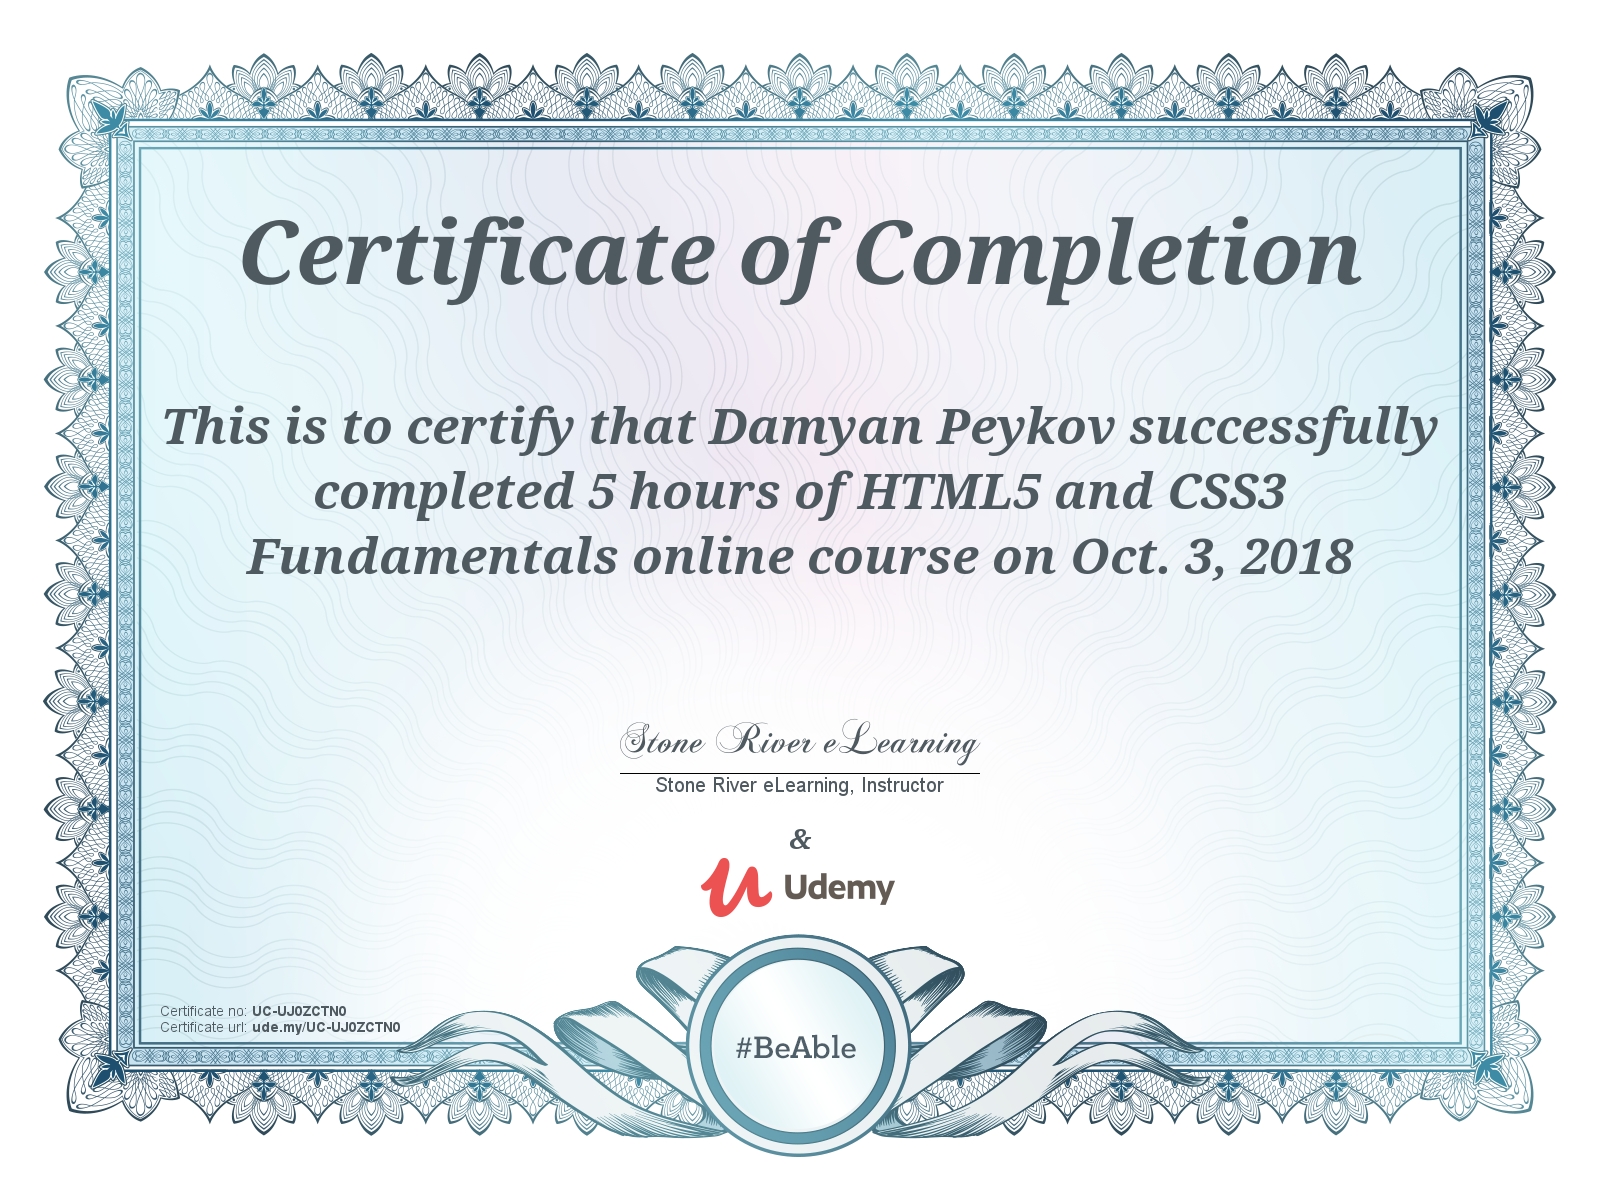 Certificate of Completion
This is to certify that Damyan Peykov successfully
completed 5 hours of HTML5 and CSS3
Fundamentals online course on Oct. 3, 2018
Stone River eLearning
Stone River eLearning, Instructor
&
Udemy
Certificate no: UC-UJ0ZCTN0
Certificate url: ude.my/UC-UJ0ZCTN0
#BeAble